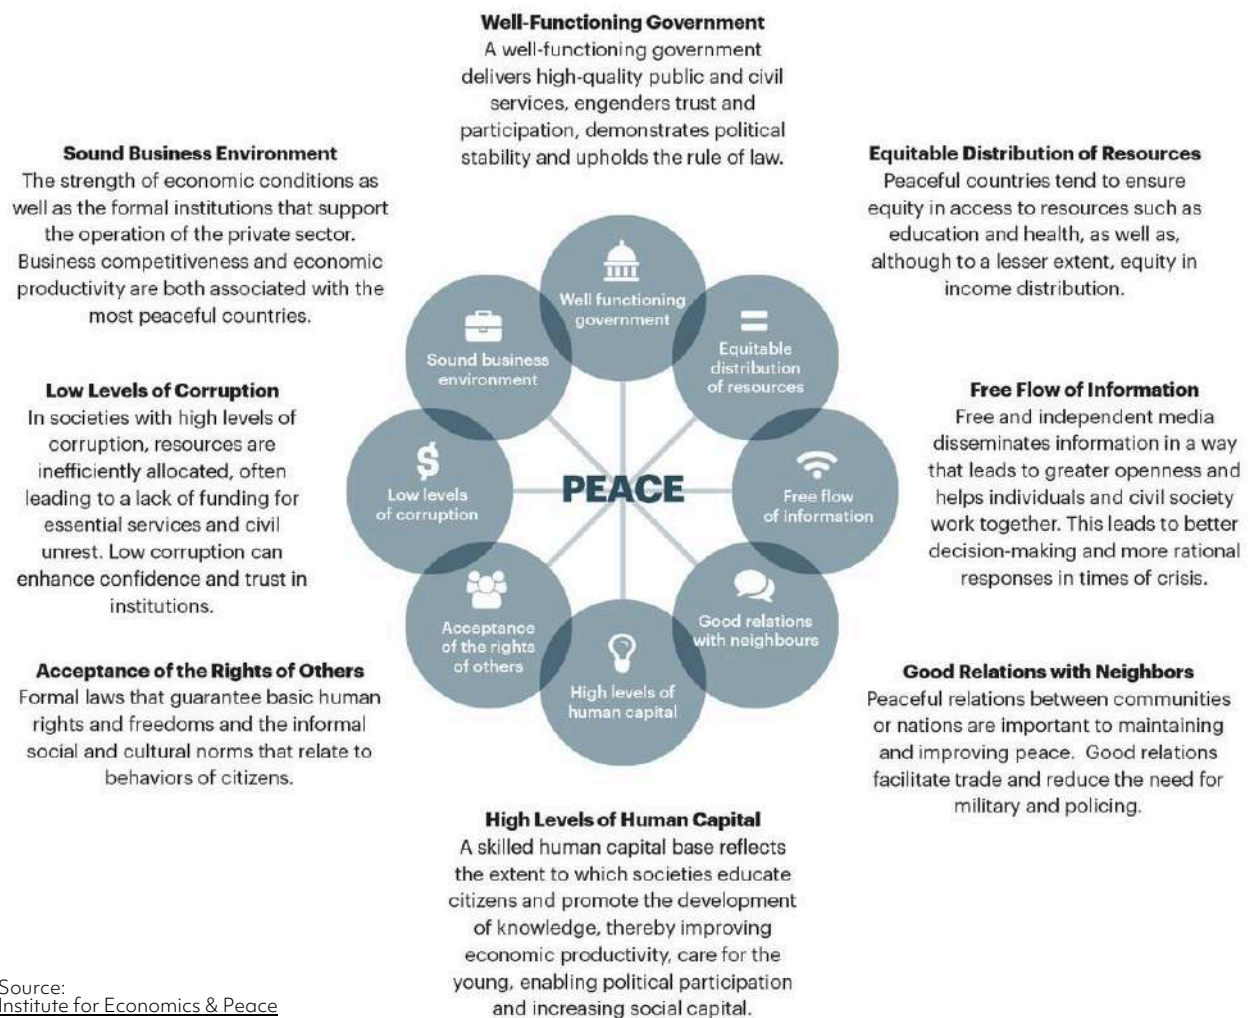 Well-Functioning Government
A well-functioning government
delivers high-quality public and civil
services, engenders trust and
participation, demonstrates political
stability and upholds the rule of law.
Sound Business Environment
The strength of economic conditions as
well as the formal institutions that support
the operation of the private sector.
Business competitiveness and economic
productivity are both associated with the
most peaceful countries.
Equitable Distribution of Resources
Peaceful countries tend to ensure
equity in access to resources such as
education and health, as well as,
although to a lesser extent, equity in
income distribution.
Low Levels of Corruption
In societies with high levels of
corruption, resources are
inefficiently allocated, often
leading to a lack of funding for
essential services and civil
unrest. Low corruption can
enhance confidence and trust in
institutions.
Well functioning
government
Sound business
environment
Equitable
distribution
of resources
$
Low levels
of corruption
PEACE
Free flow
of information
Acceptance
of the rights
of others
Good relations
with neighbours
High levels of
human capital
Free Flow of Information
Free and independent media
disseminates information in a way
that leads to greater openness and
helps individuals and civil society
work together. This leads to better
decision-making and more rational
responses in times of crisis.
Acceptance of the Rights of Others
Formal laws that guarantee basic human
rights and freedoms and the informal
social and cultural norms that relate to
behaviors of citizens.
Good Relations with Neighbors
Peaceful relations between communities
or nations are important to maintaining
and improving peace. Good relations
facilitate trade and reduce the need for
military and policing.
High Levels of Human Capital
A skilled human capital base reflects
the extent to which societies educate
citizens and promote the development
of knowledge, thereby improving
economic productivity, care for the
young, enabling political participation
and increasing social capital.
Source:
Institute for Economics & Peace